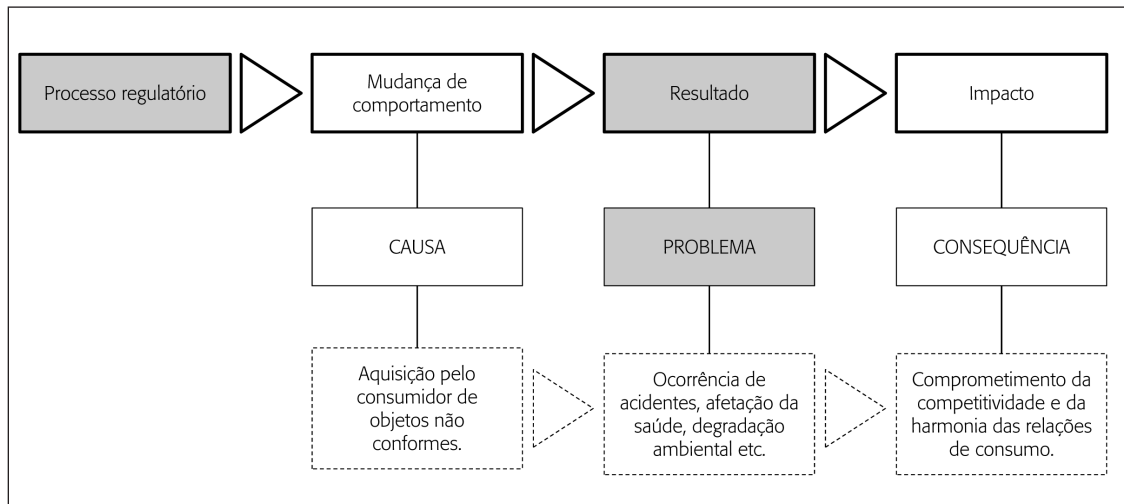 Processo regulatório
Mudança de
comportamento
Resultado
Impacto
CAUSA
PROBLEMA
CONSEQUÊNCIA
Aquisição pelo
consumidor de
objetos não
conformes.
Ocorrência de
acidentes, afetação da
saúde, degradação
ambiental etc.
Comprometimento da
competitividade e da
harmonia das relações
de consumo.